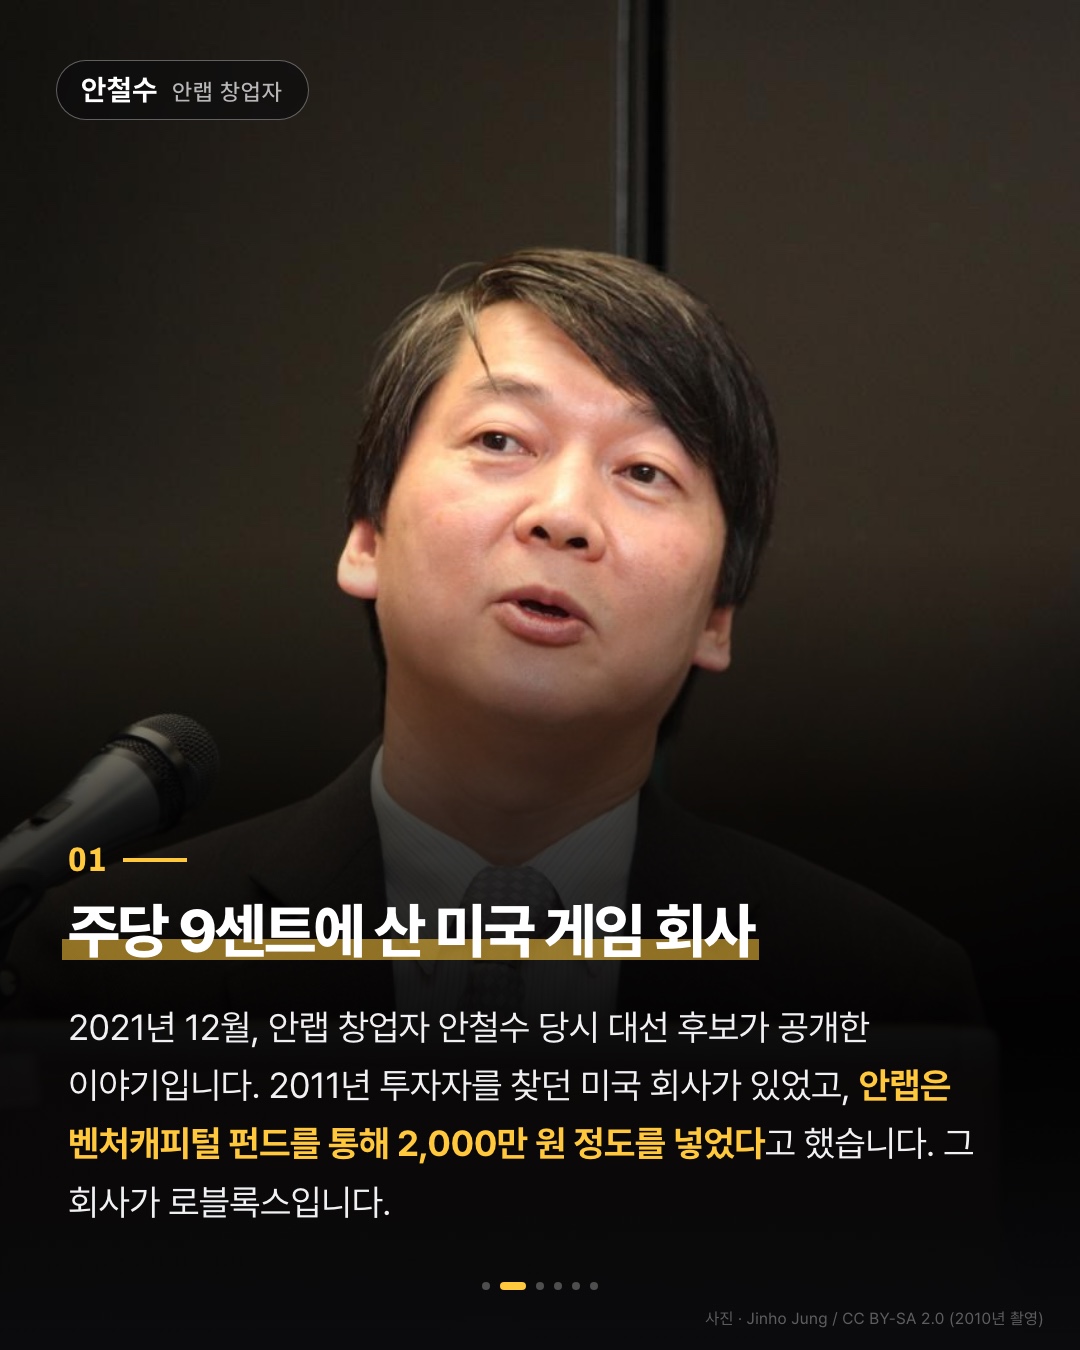 안철수 안랩 창업자
01
주당 9센트에 산 미국 게임 회사
2021년 12월, 안랩 창업자 안철수 당시 대선 후보가 공개한
이야기입니다. 2011년 투자자를 찾던 미국 회사가 있었고, 안랩은
벤처캐피털 펀드를 통해 2,000만 원 정도를 넣었다고 했습니다. 그
회사가 로블록스입니다.
사진 · Jinho Jung / CC BY-SA 2.0 (2010년 촬영)